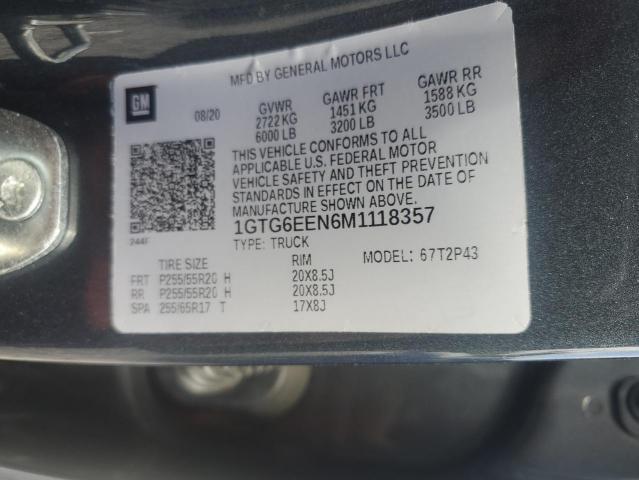 GM
MFD BY GENERAL MOTORS LLC
08/20
GVWR GAWR FRT GAWR RR
2722 KG 1451 KG 1588 KG
6000 LB 3200 LB 3500 LB
THIS VEHICLE CONFORMS TO ALL
APPLICABLE U.S. FEDERAL MOTOR
VEHICLE SAFETY AND THEFT PREVENTION
STANDARDS IN EFFECT ON THE DATE OF
MANUFACTURE SHOWN ABOVE.
1GTG6EEN6M1118357
244F
TYPE: TRUCK MODEL: 67T2P43
TIRE SIZE RIM
FRT P255/55R20 H 20X8.5J
RR P255/55R20 H 20X8.5J
SPA 255/65R17 T 17X8J